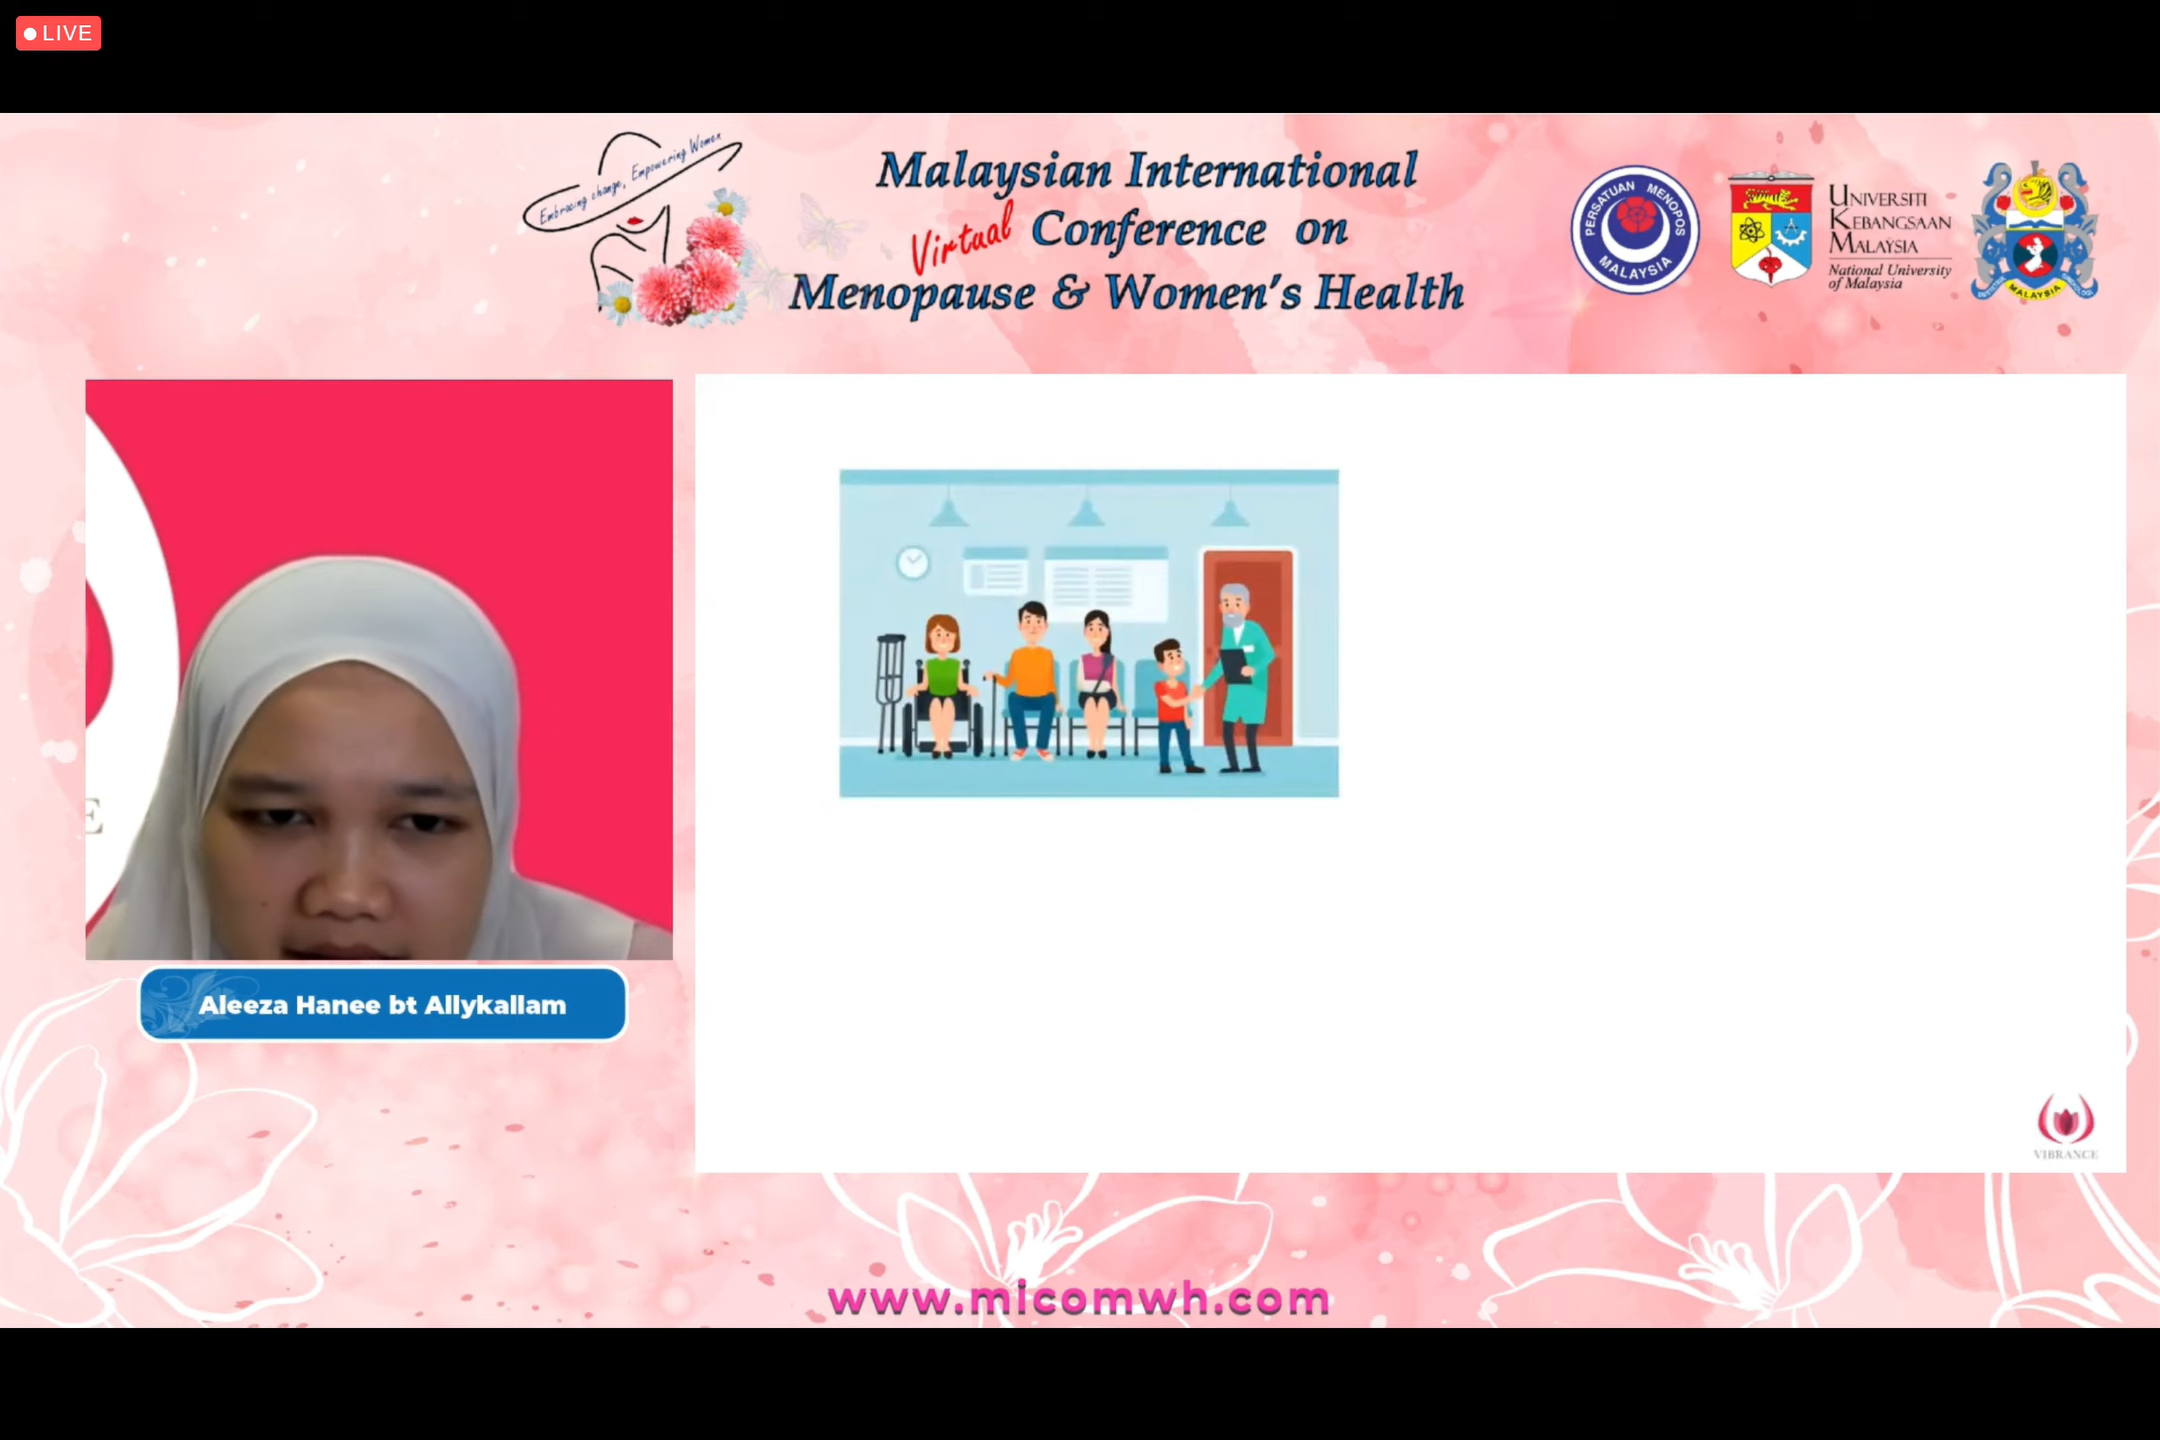 LIVE
Embracing change, Empowering Women
Malaysian International
Virtual Conference on
Menopause & Women's Health
PERSATUAN MENOPOS
MALAYSIA
UNIVERSITI
KEBANGSAAN
MALAYSIA
National University
of Malaysia
MALAYSIA
E
Aleeza Hanee bt Allykallam
VIBRANCE
www.micomwh.com